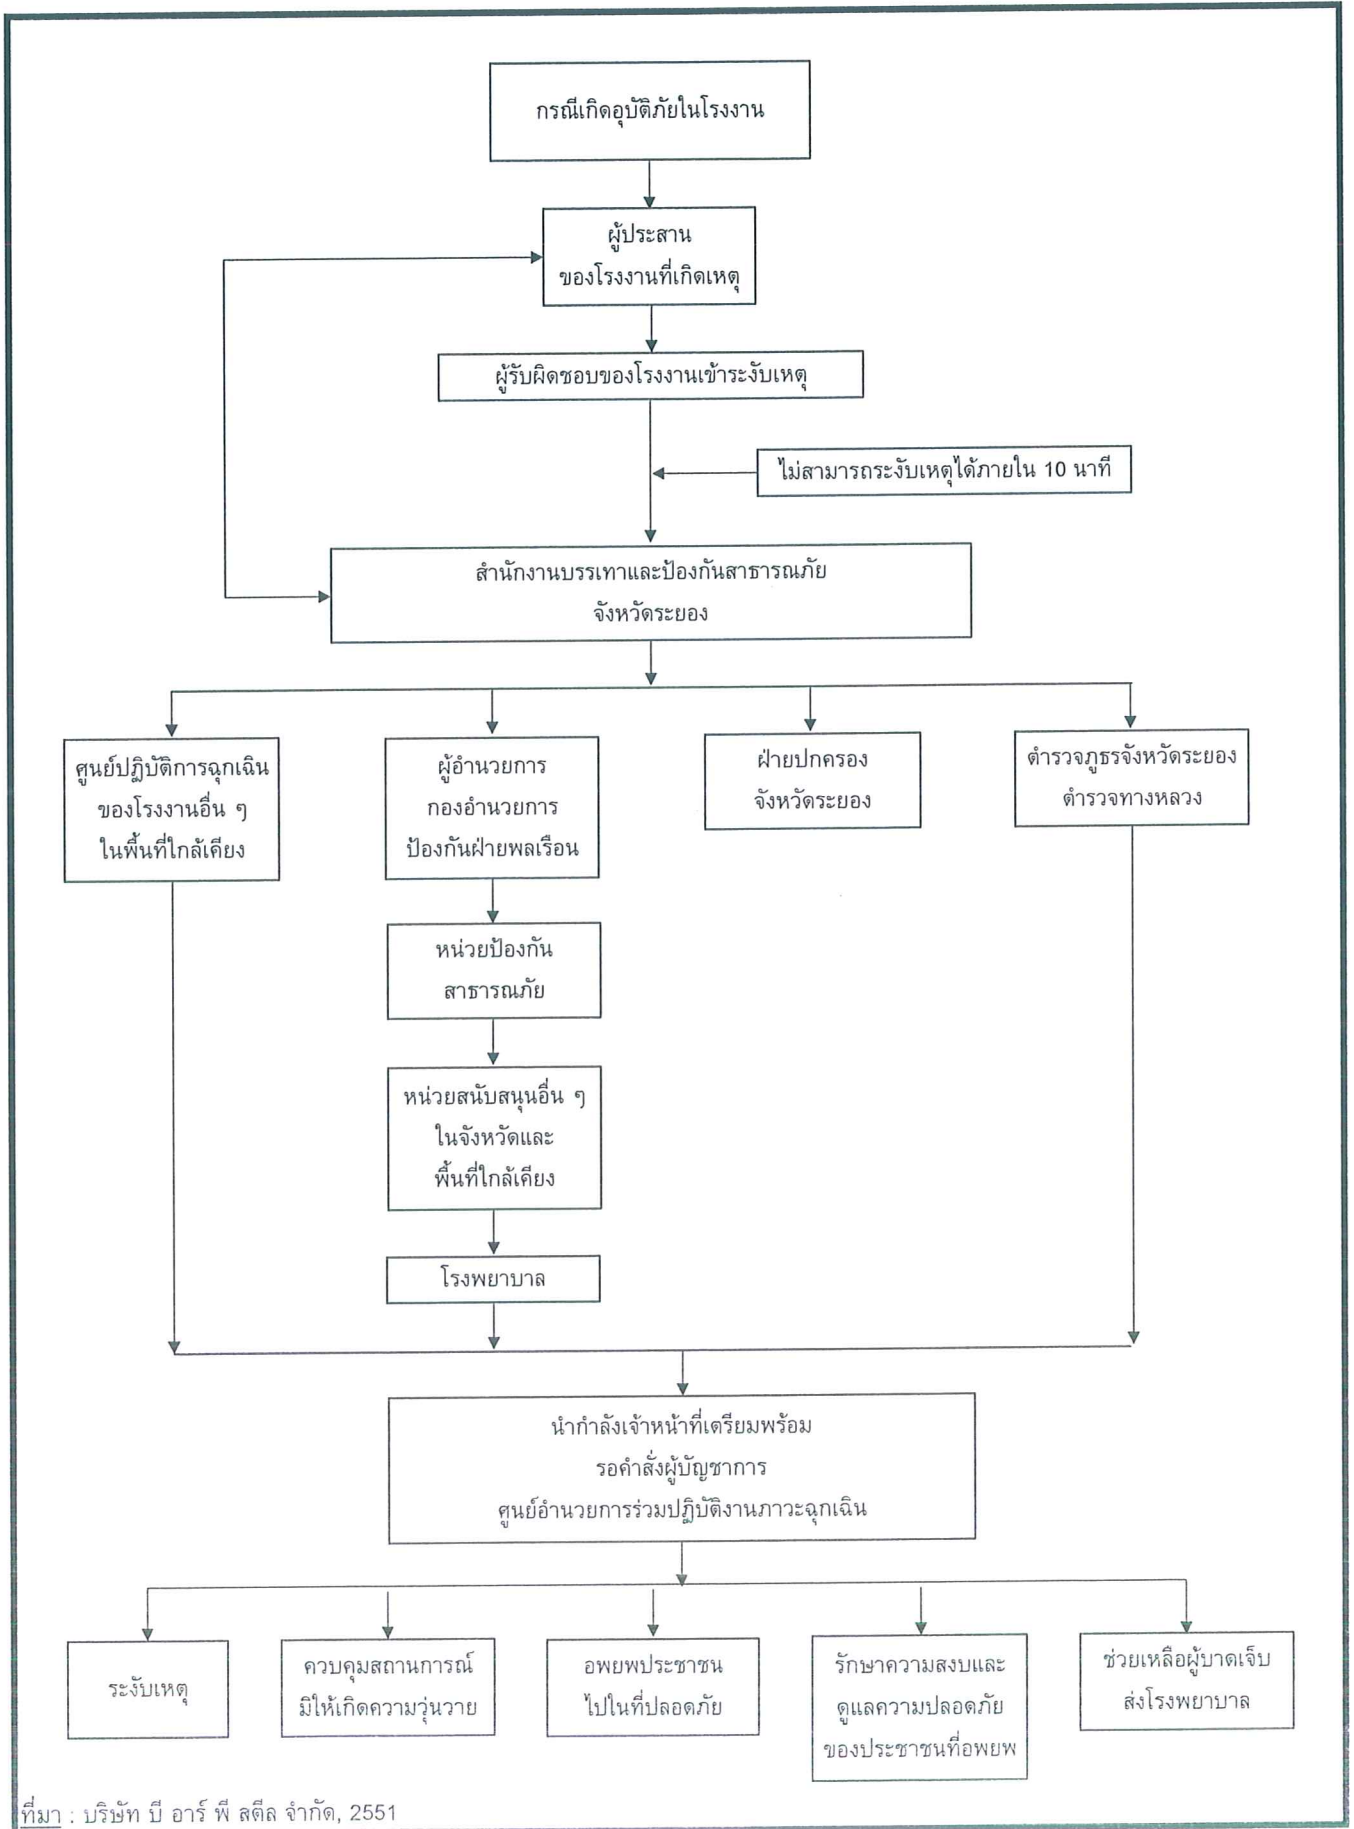 กรณีเกิดอุบัติภัยในโรงงาน
ผู้ประสาน
ของโรงงานที่เกิดเหตุ
ผู้รับผิดชอบของโรงงานเข้าระงับเหตุ
ไม่สามารถระงับเหตุได้ภายใน 10 นาที
สำนักงานบรรเทาและป้องกันสาธารณภัย
จังหวัดระยอง
ศูนย์ปฏิบัติการฉุกเฉิน
ของโรงงานอื่น ๆ
ในพื้นที่ใกล้เคียง
ผู้อำนวยการ
กองอำนวยการ
ป้องกันฝ่ายพลเรือน
ฝ่ายปกครอง
จังหวัดระยอง
ตำรวจภูธรจังหวัดระยอง
ตำรวจทางหลวง
หน่วยป้องกัน
สาธารณภัย
หน่วยสนับสนุนอื่น ๆ
ในจังหวัดและ
พื้นที่ใกล้เคียง
โรงพยาบาล
นำกำลังเจ้าหน้าที่เตรียมพร้อม
รอคำสั่งผู้บัญชาการ
ศูนย์อำนวยการร่วมปฏิบัติงานภาวะฉุกเฉิน
ระงับเหตุ
ควบคุมสถานการณ์
มิให้เกิดความวุ่นวาย
อพยพประชาชน
ไปในที่ปลอดภัย
รักษาความสงบและ
ดูแลความปลอดภัย
ของประชาชนที่อพยพ
ช่วยเหลือผู้บาดเจ็บ
ส่งโรงพยาบาล
ที่มา : บริษัท บี อาร์ พี สตีล จำกัด, 2551